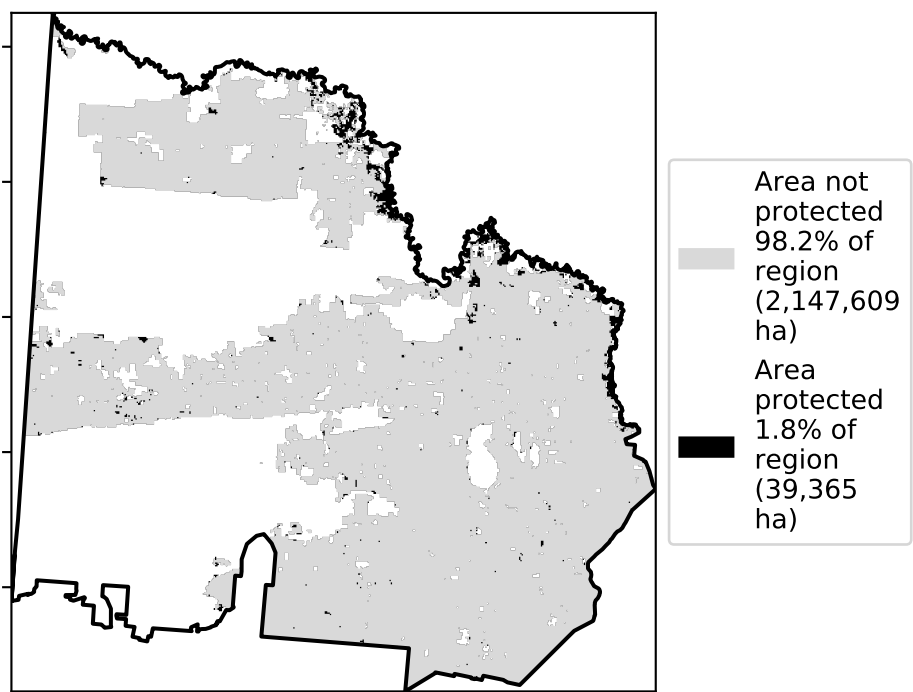 Area not
protected
98.2% of
region
(2,147,609
ha)
Area
protected
1.8% of
region
(39,365
ha)